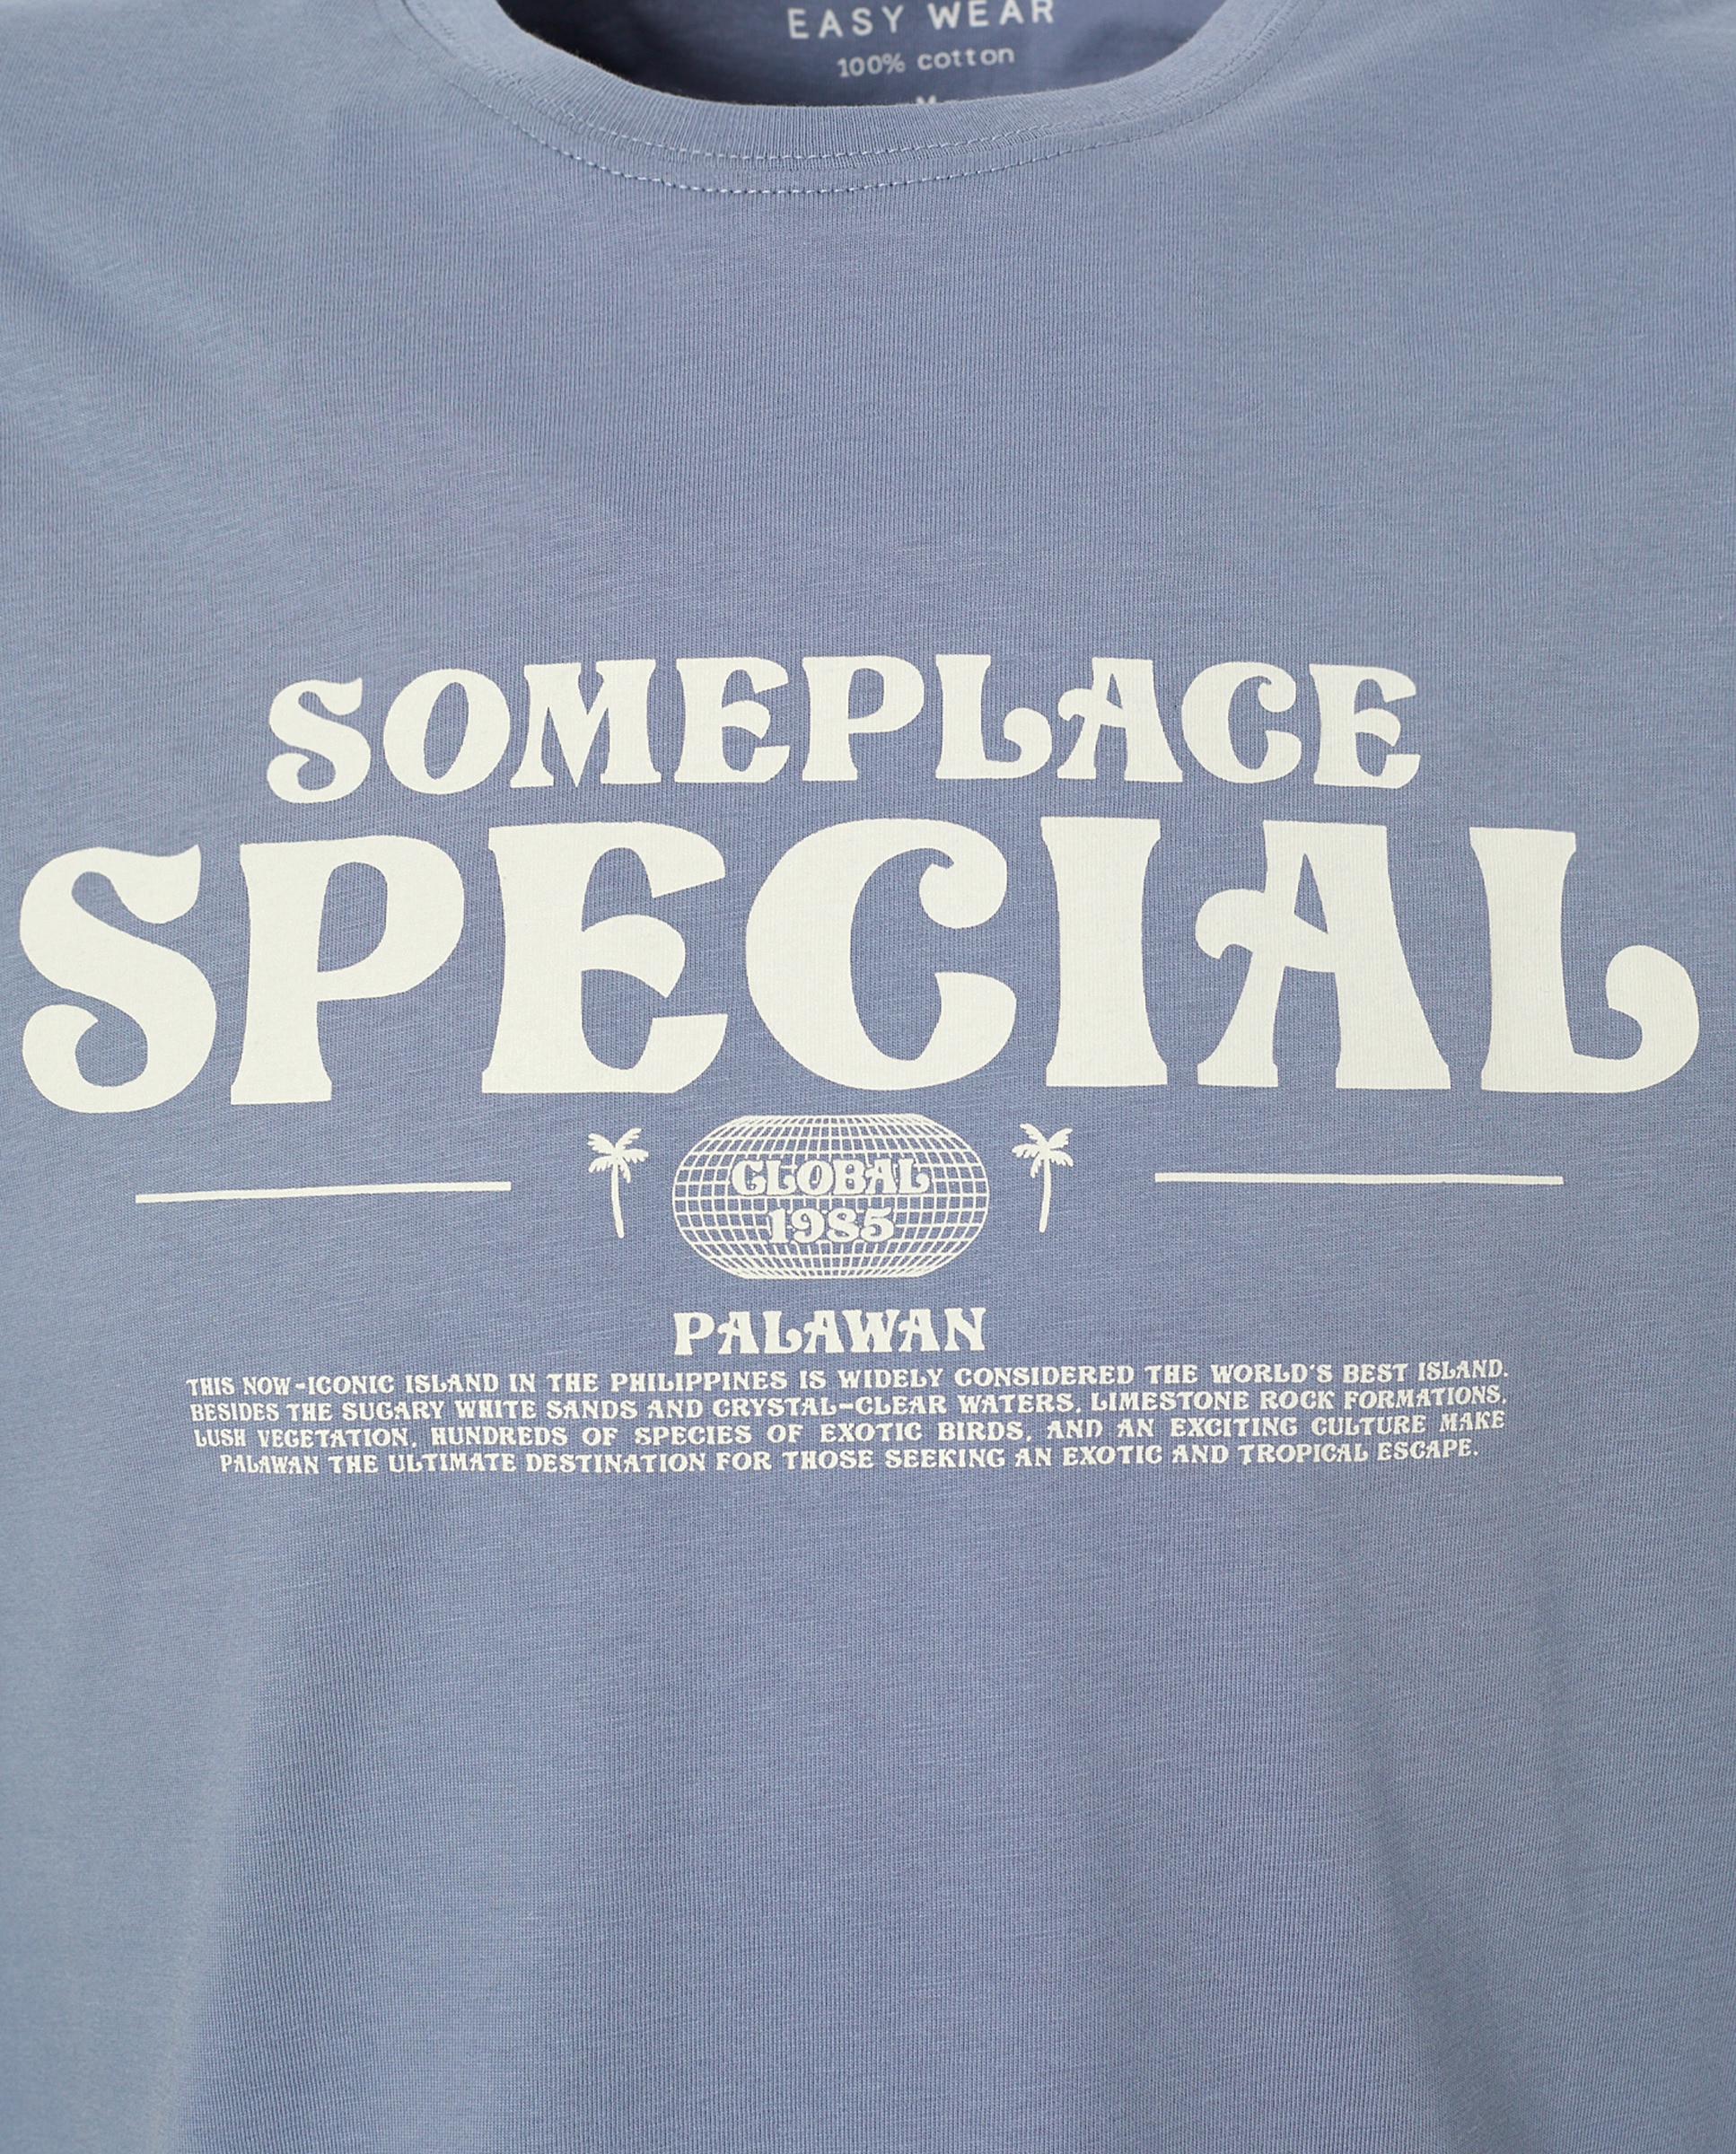 EASY WEAR
100% cotton
SOMEPLACE
SPECIAL
GLOBAL
1985
PALAWAN
THIS NOW-ICONIC ISLAND IN THE PHILIPPINES IS WIDELY CONSIDERED THE WORLD'S BEST ISLAND.
BESIDES THE SUGARY WHITE SANDS AND CRYSTAL-CLEAR WATERS, LIMESTONE ROCK FORMATIONS,
LUSH VEGETATION, HUNDREDS OF SPECIES OF EXOTIC BIRDS, AND AN EXCITING CULTURE MAKE
PALAWAN THE ULTIMATE DESTINATION FOR THOSE SEEKING AN EXOTIC AND TROPICAL ESCAPE.